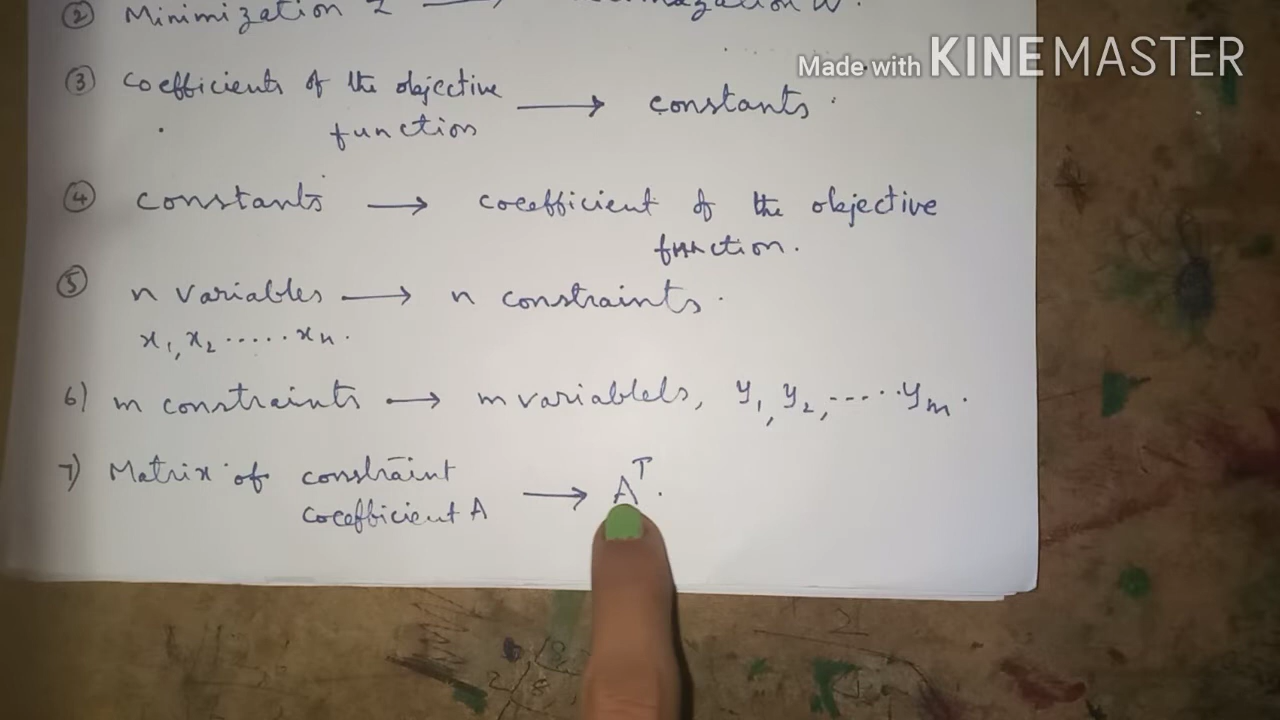 ② Minimization Z ⟶ W.
Made with KINEMASTER
③ Coefficients of the objective function ⟶ constants.
④ constants ⟶ coefficient of the objective function.
⑤ n variables ⟶ n constraints.
x₁, x₂ ..... xₙ.
6) m constraints ⟶ m variablels, y₁, y₂, ..... yₘ.
7) Matrix of constraint coefficient A ⟶ Aᵀ.